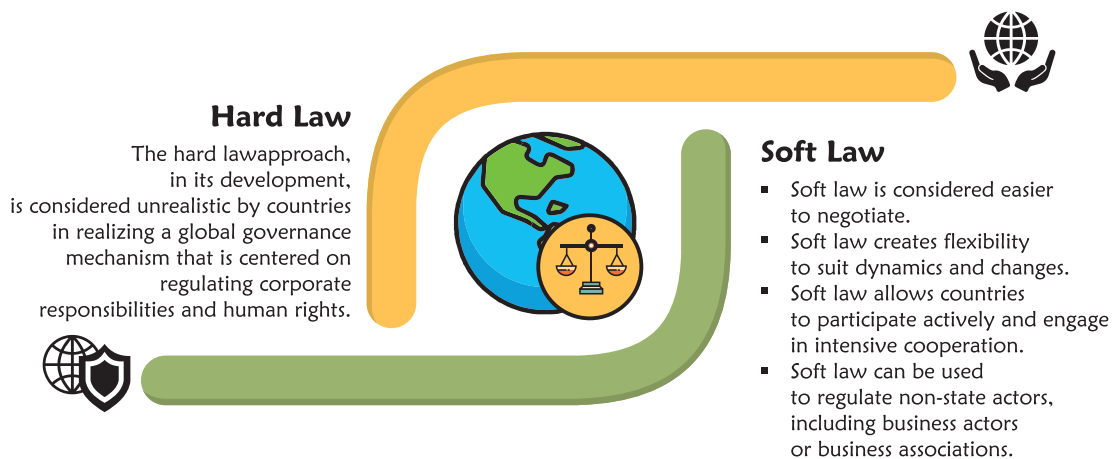 Hard Law
The hard lawapproach,
in its development,
is considered unrealistic by countries
in realizing a global governance
mechanism that is centered on
regulating corporate
responsibilities and human rights.
Soft Law
▪ Soft law is considered easier
to negotiate.
▪ Soft law creates flexibility
to suit dynamics and changes.
▪ Soft law allows countries
to participate actively and engage
in intensive cooperation.
▪ Soft law can be used
to regulate non-state actors,
including business actors
or business associations.